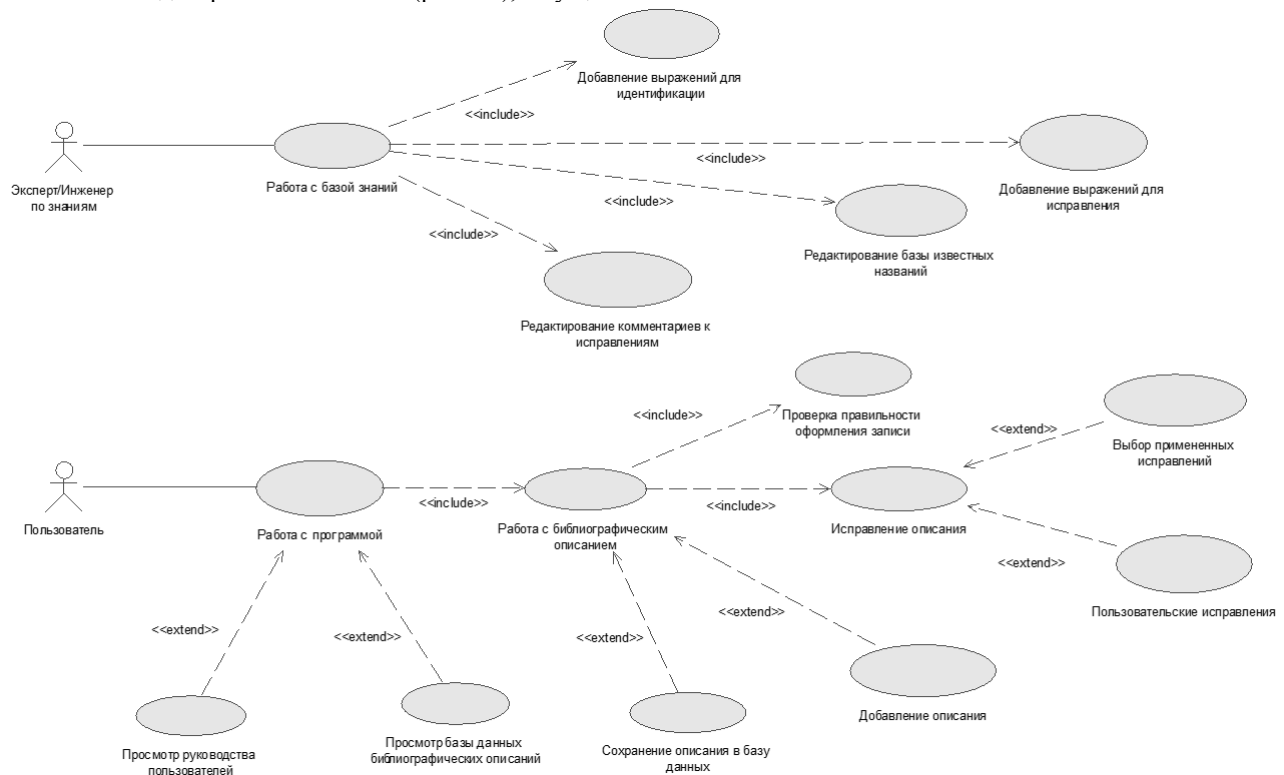 Добавление выражений для
идентификации
<<include>>
<<include>>
Эксперт/Инженер
по знаниям
Работа с базой знаний
Добавление выражений для
исправления
<<include>>
<<include>>
Редактирование базы известных
названий
Редактирование комментариев к
исправлениям
<<include>>
Проверка правильности
оформления записи
<<extend>>
Выбор примененных
исправлений
<<include>>
<<include>>
Пользователь
Работа с программой
Работа с библиографическим
описанием
Исправление описания
<<extend>>
Пользовательские исправления
<<extend>>
<<extend>>
<<extend>>
<<extend>>
Добавление описания
Просмотр руководства
пользователей
Просмотр базы данных
библиографических описаний
Сохранение описания в базу
данных